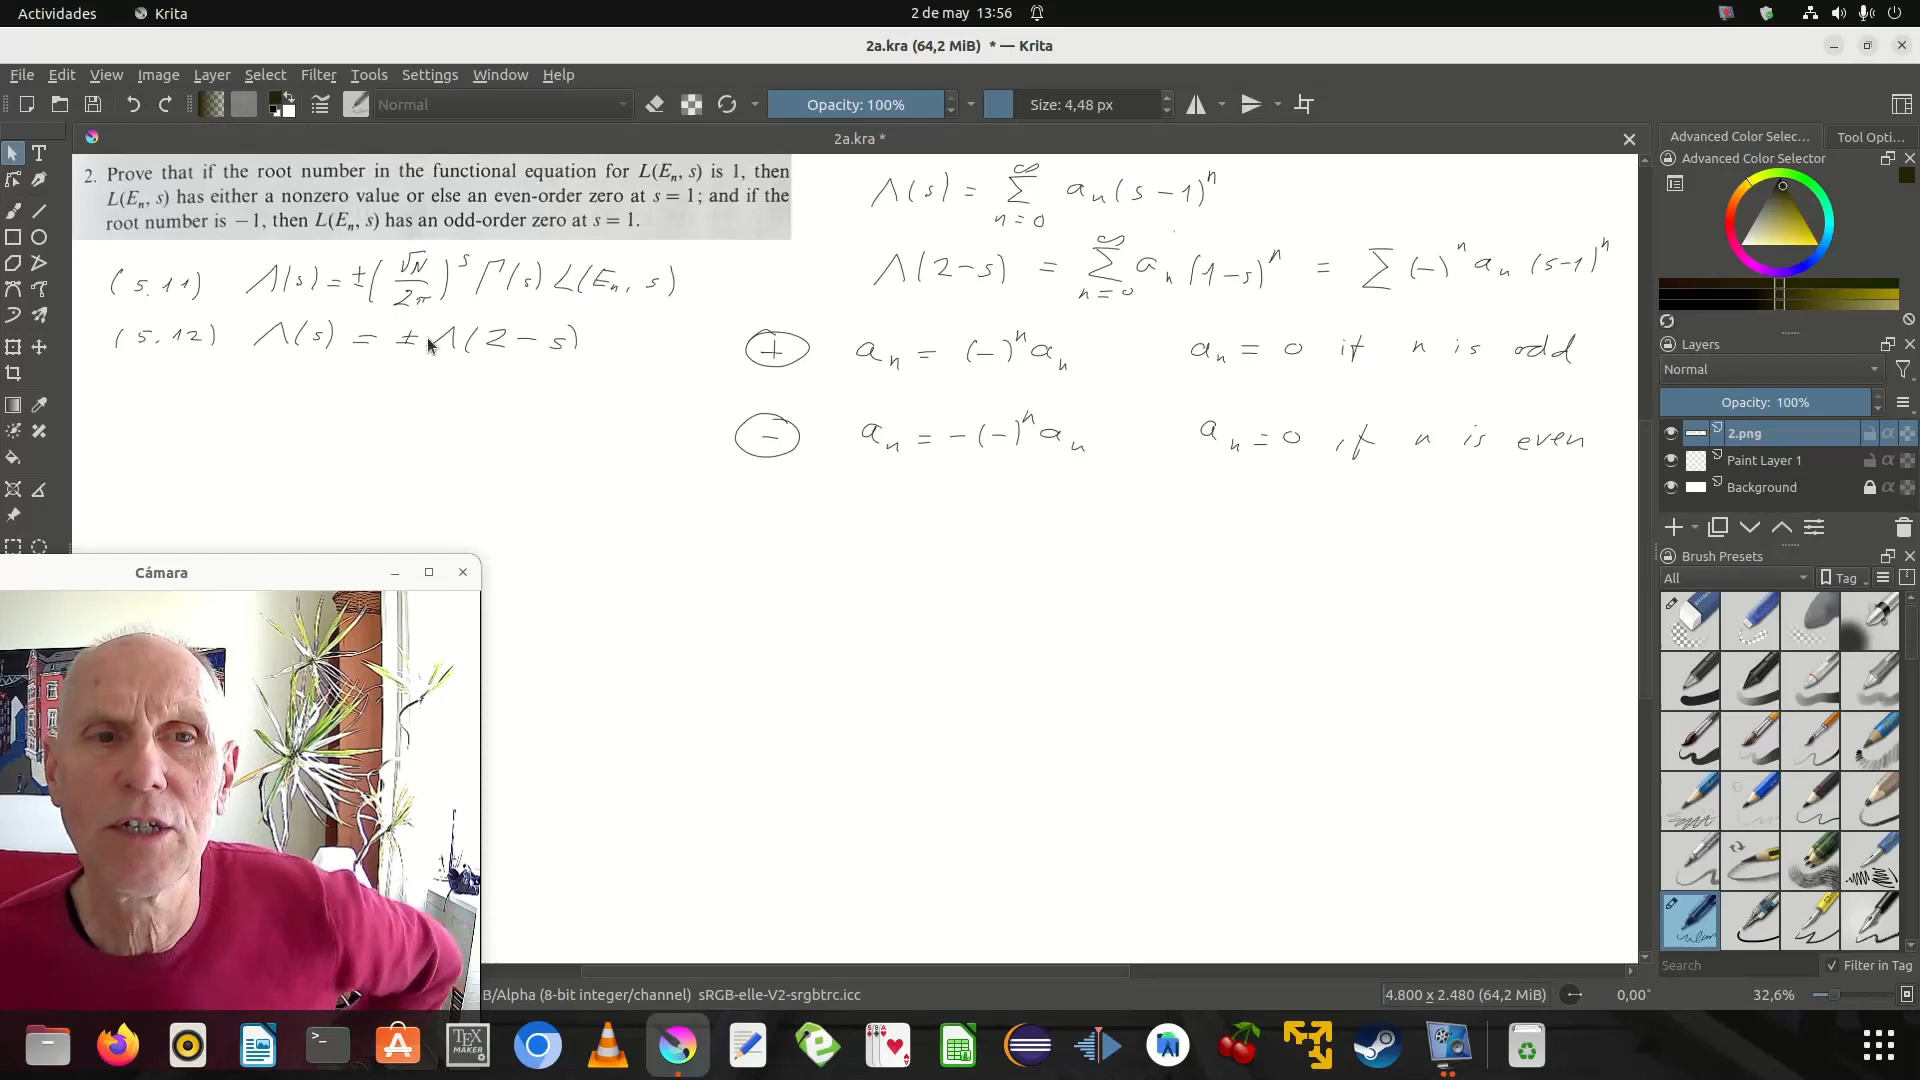 Actividades
Krita
2 de may 13:56
2a.kra (64,2 MiB) * — Krita
File Edit View Image Layer Select Filter Tools Settings Window Help
Normal
Opacity: 100%
Size: 4,48 px
2a.kra *
2. Prove that if the root number in the functional equation for L(Eₙ, s) is 1, then
L(Eₙ, s) has either a nonzero value or else an even-order zero at s = 1; and if the
root number is −1, then L(Eₙ, s) has an odd-order zero at s = 1.
(5.11) Λ(s) = ±(√N/2π)^s Γ(s) L(Eₙ, s)
(5.12) Λ(s) = ± Λ(2 − s)
Λ(s) = ∑_{n=0}^∞ aₙ (s − 1)^n
Λ(2−s) = ∑_{n=0}^∞ aₙ (1−s)^n = ∑ (−)^n aₙ (s−1)^n
+ aₙ = (−)^n aₙ aₙ = 0 if n is odd
− aₙ = −(−)^n aₙ aₙ = 0 if n is even
Cámara
Advanced Color Selec...
Tool Opti...
Advanced Color Selector
Layers
Normal
Opacity: 100%
2.png
Paint Layer 1
Background
Brush Presets
All
Tag
Search
Filter in Tag
B/Alpha (8-bit integer/channel) sRGB-elle-V2-srgbtrc.icc
4.800 x 2.480 (64,2 MiB)
0,00°
32,6%
TEX
MAKER